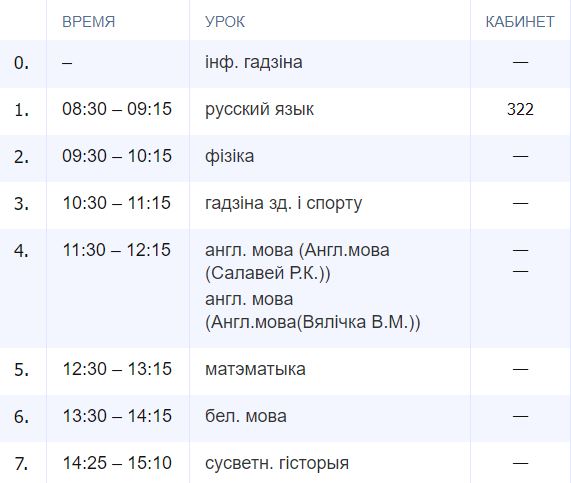 ВРЕМЯ УРОК КАБИНЕТ
0. – інф. гадзіна —
1. 08:30 – 09:15 русский язык 322
2. 09:30 – 10:15 фізіка —
3. 10:30 – 11:15 гадзіна зд. і спорту —
4. 11:30 – 12:15 англ. мова (Англ.мова —
(Салавей Р.К.)) —
англ. мова
(Англ.мова(Вялічка В.М.))
5. 12:30 – 13:15 матэматыка —
6. 13:30 – 14:15 бел. мова —
7. 14:25 – 15:10 сусветн. гісторыя —